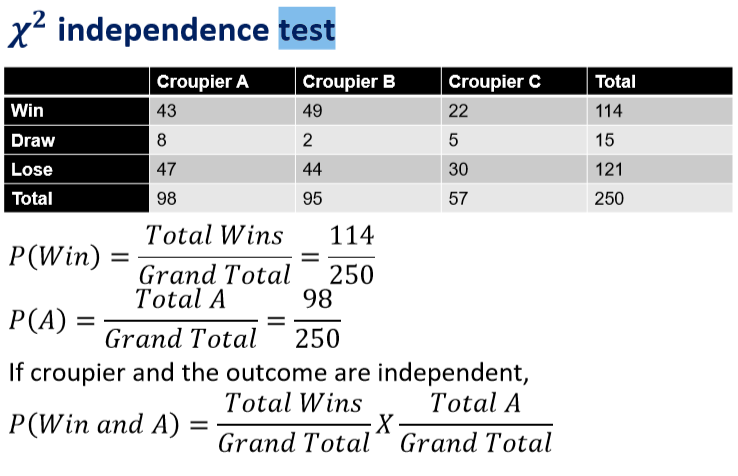 χ² independence test
Croupier A Croupier B Croupier C Total
Win 43 49 22 114
Draw 8 2 5 15
Lose 47 44 30 121
Total 98 95 57 250
P(Win) = Total Wins / Grand Total = 114 / 250
P(A) = Total A / Grand Total = 98 / 250
If croupier and the outcome are independent,
P(Win and A) = Total Wins / Grand Total X Total A / Grand Total